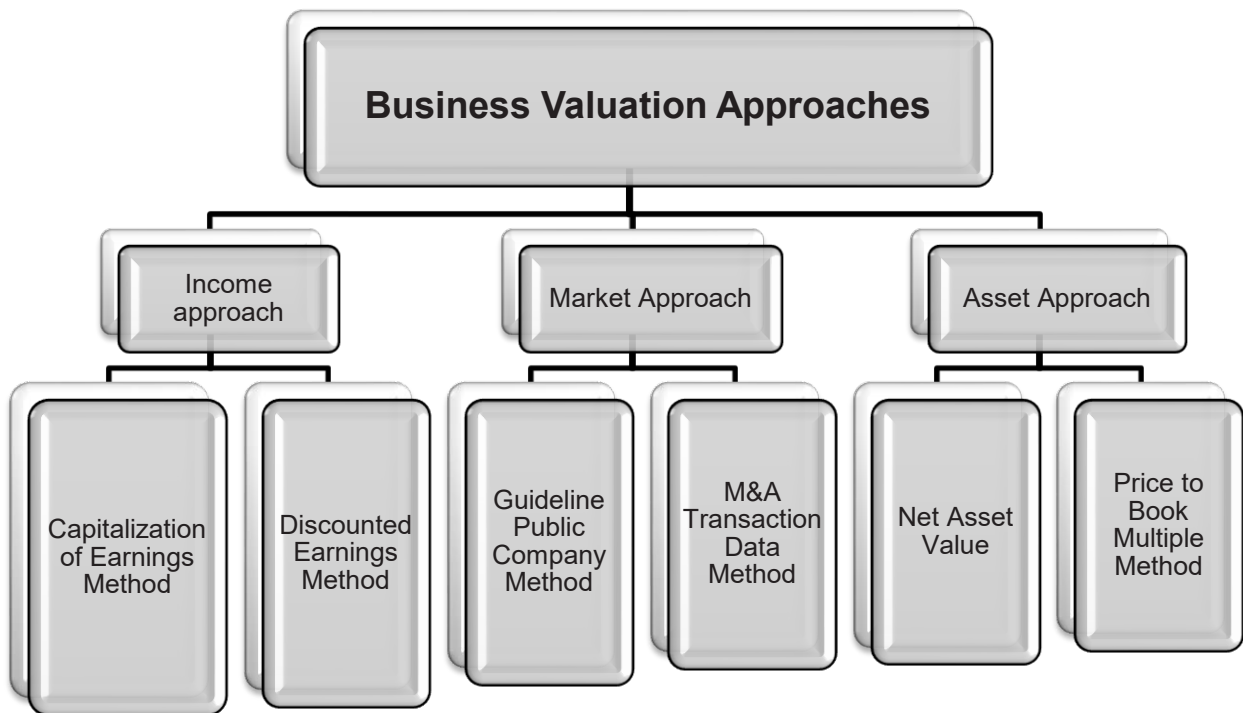 Business Valuation Approaches
Income
approach
Market Approach
Asset Approach
Capitalization
of Earnings
Method
Discounted
Earnings
Method
Guideline
Public
Company
Method
M&A
Transaction
Data
Method
Net Asset
Value
Price to
Book
Multiple
Method